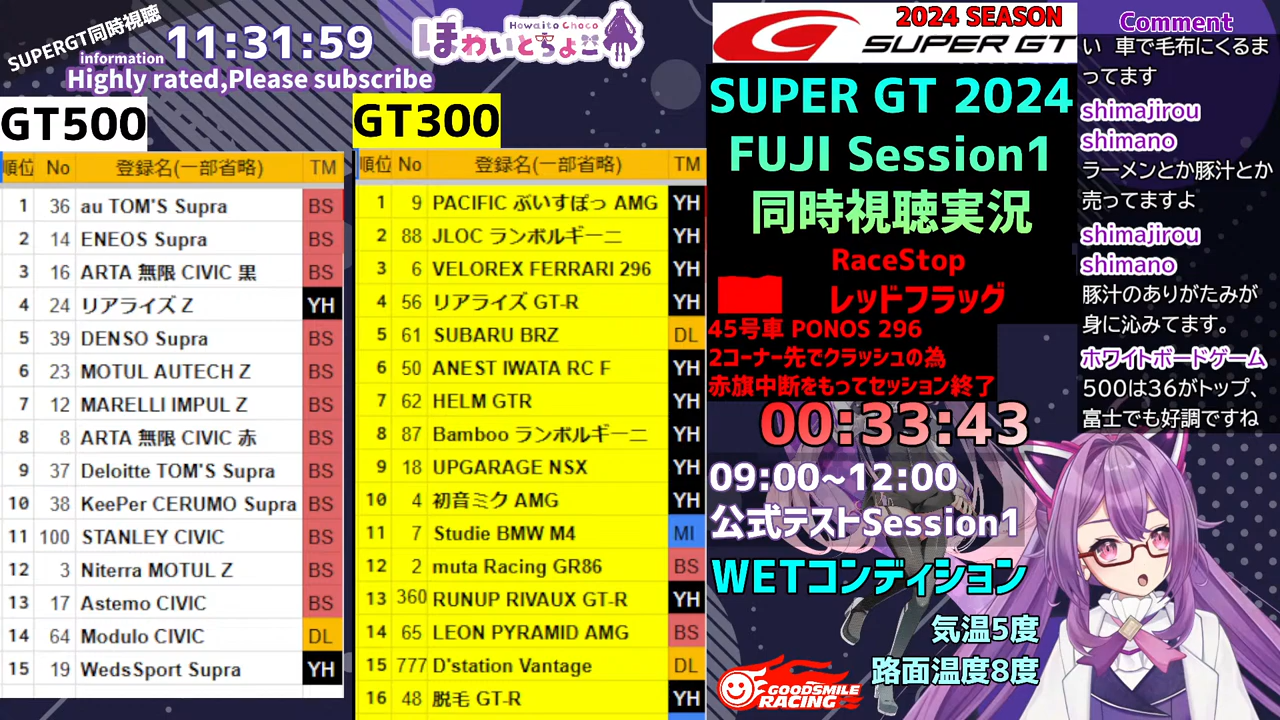 SUPERGT同時視聴
11:31:59
information
Highly rated,Please subscribe
Howaito Choco
ほわいとちょこ
GT500
順位 No 登録名(一部省略) TM
1 36 au TOM'S Supra BS
2 14 ENEOS Supra BS
3 16 ARTA 無限 CIVIC 黒 BS
4 24 リアライズ Z YH
5 39 DENSO Supra BS
6 23 MOTUL AUTECH Z BS
7 12 MARELLI IMPUL Z BS
8 8 ARTA 無限 CIVIC 赤 BS
9 37 Deloitte TOM'S Supra BS
10 38 KeePer CERUMO Supra BS
11 100 STANLEY CIVIC BS
12 3 Niterra MOTUL Z BS
13 17 Astemo CIVIC BS
14 64 Modulo CIVIC DL
15 19 WedsSport Supra YH
GT300
順位 No 登録名(一部省略) TM
1 9 PACIFIC ぶいすぽっ AMG YH
2 88 JLOC ランボルギーニ YH
3 6 VELOREX FERRARI 296 YH
4 56 リアライズ GT-R YH
5 61 SUBARU BRZ DL
6 50 ANEST IWATA RC F YH
7 62 HELM GTR YH
8 87 Bamboo ランボルギーニ YH
9 18 UPGARAGE NSX YH
10 4 初音ミク AMG YH
11 7 Studie BMW M4 MI
12 2 muta Racing GR86 BS
13 360 RUNUP RIVAUX GT-R YH
14 65 LEON PYRAMID AMG BS
15 777 D'station Vantage DL
16 48 脱毛 GT-R YH
2024 SEASON
SUPER GT
SUPER GT 2024
FUJI Session1
同時視聴実況
RaceStop
レッドフラッグ
45号車 PONOS 296
2コーナー先でクラッシュの為
赤旗中断をもってセッション終了
00:33:43
09:00~12:00
公式テストSession1
WETコンディション
気温5度
路面温度8度
GOODSMILE
RACING
Comment
い 車で毛布にくるま
ってます
shimajirou
shimano
ラーメンとか豚汁とか
売ってますよ
shimajirou
shimano
豚汁のありがたみが
身に沁みてます。
ホワイトボードゲーム
500は36がトップ、
富士でも好調ですね